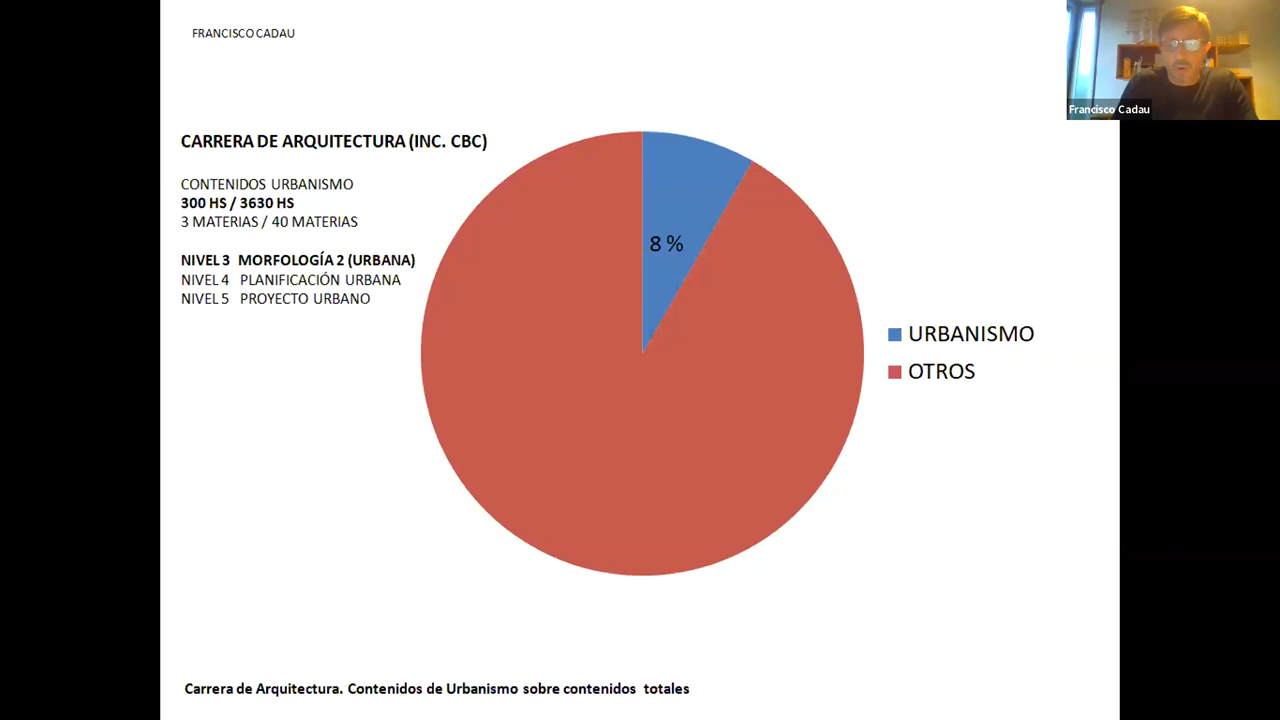 FRANCISCO CADAU
Francisco Cadau
CARRERA DE ARQUITECTURA (INC. CBC)
CONTENIDOS URBANISMO
300 HS / 3630 HS
3 MATERIAS / 40 MATERIAS
NIVEL 3 MORFOLOGÍA 2 (URBANA)
NIVEL 4 PLANIFICACIÓN URBANA
NIVEL 5 PROYECTO URBANO
8 %
URBANISMO
OTROS
Carrera de Arquitectura. Contenidos de Urbanismo sobre contenidos totales